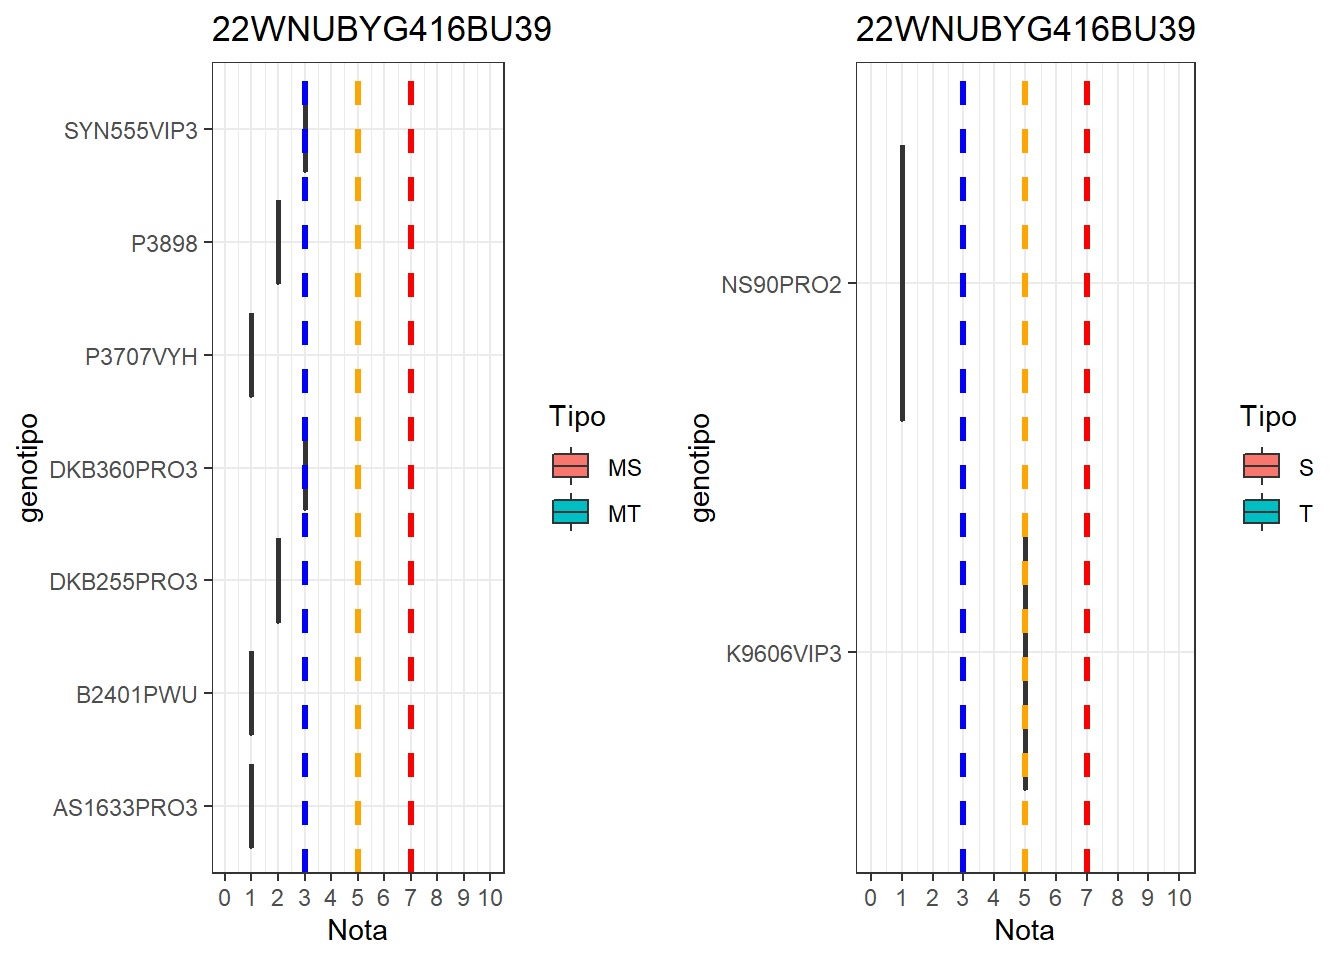 22WNUBYG416BU39
SYN555VIP3
P3898
P3707VYH
DKB360PRO3
DKB255PRO3
B2401PWU
AS1633PRO3
genotipo
0 1 2 3 4 5 6 7 8 9 10
Nota
Tipo
MS
MT
22WNUBYG416BU39
NS90PRO2
K9606VIP3
genotipo
0 1 2 3 4 5 6 7 8 9 10
Nota
Tipo
S
T